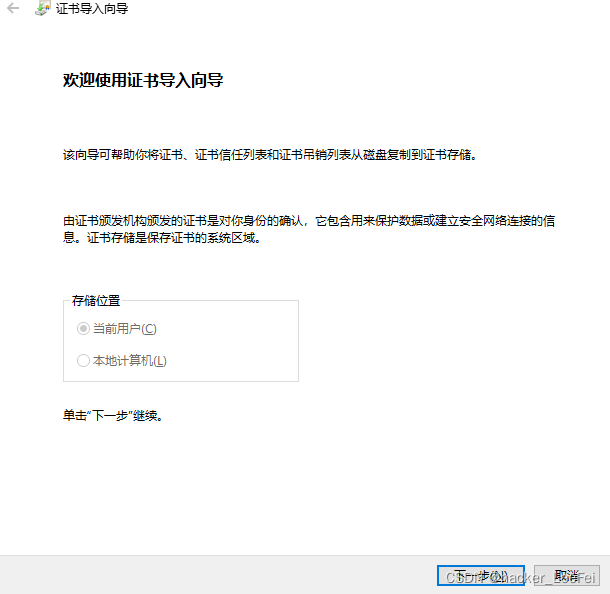 证书导入向导
欢迎使用证书导入向导
该向导可帮助你将证书、证书信任列表和证书吊销列表从磁盘复制到证书存储。
由证书颁发机构颁发的证书是对你身份的确认，它包含用来保护数据或建立安全网络连接的信
息。证书存储是保存证书的系统区域。
存储位置
当前用户(C)
本地计算机(L)
单击“下一步”继续。
下一步(N)
取消
CSDN